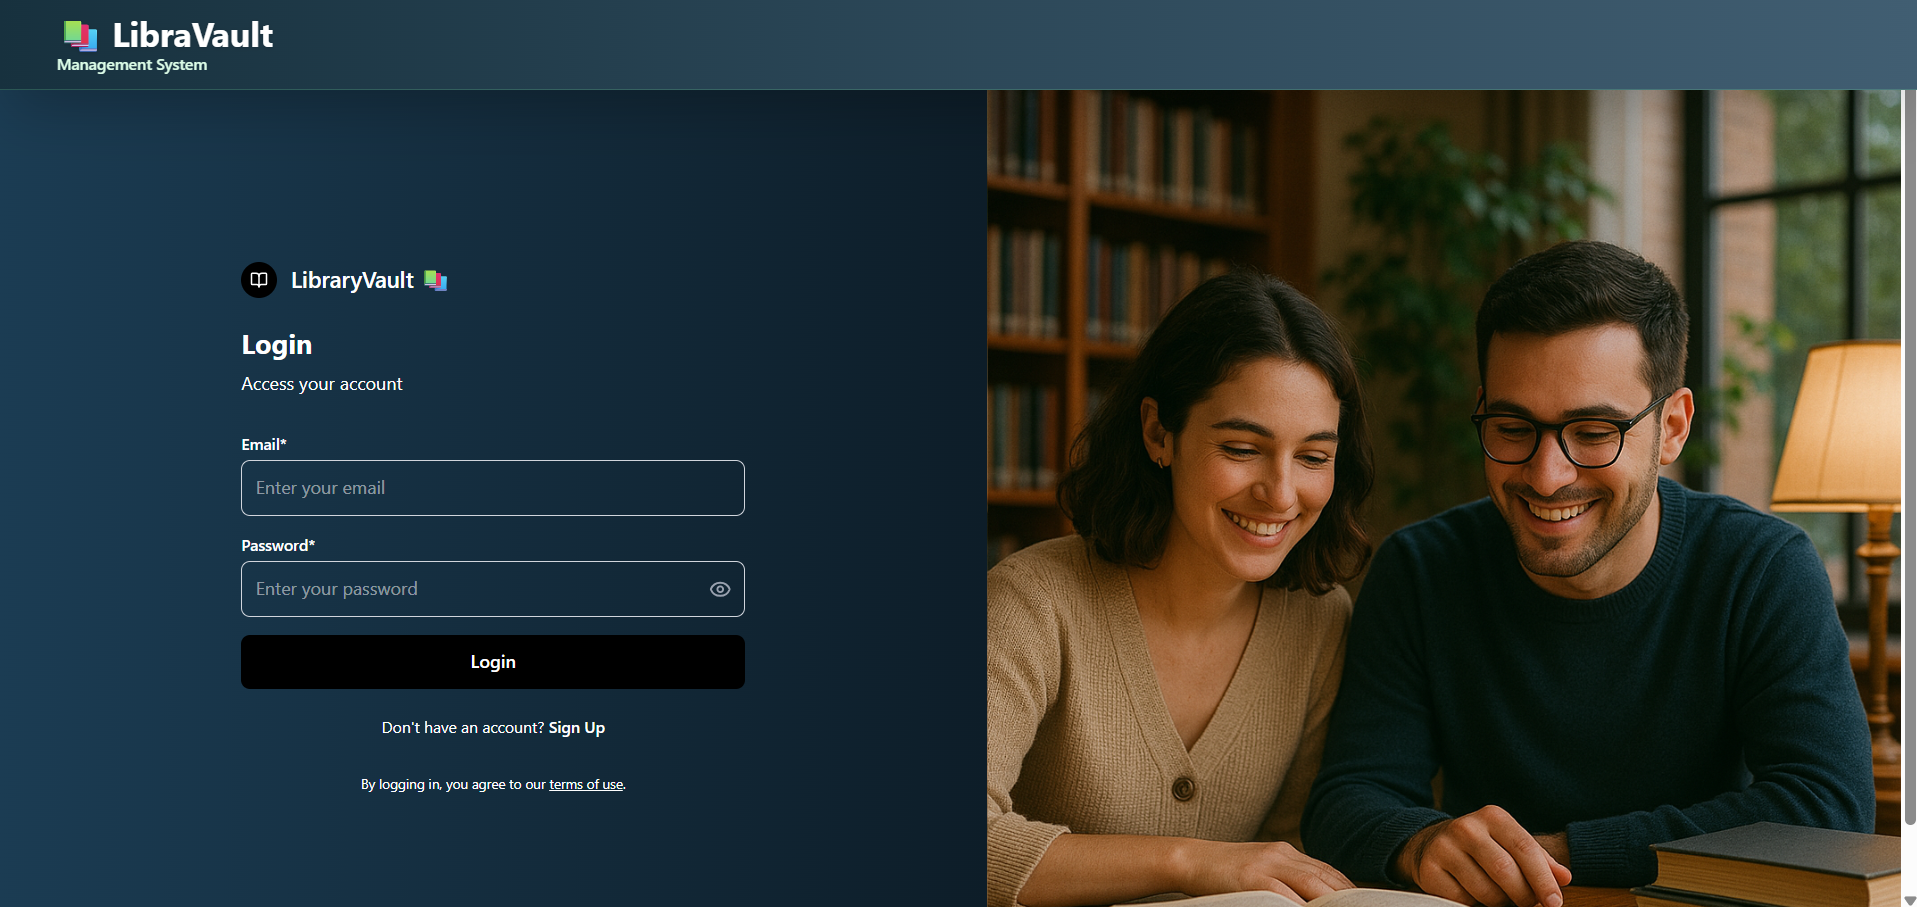 LibraVault
Management System
LibraryVault
Login
Access your account
Email*
Enter your email
Password*
Enter your password
Login
Don't have an account? Sign Up
By logging in, you agree to our terms of use.